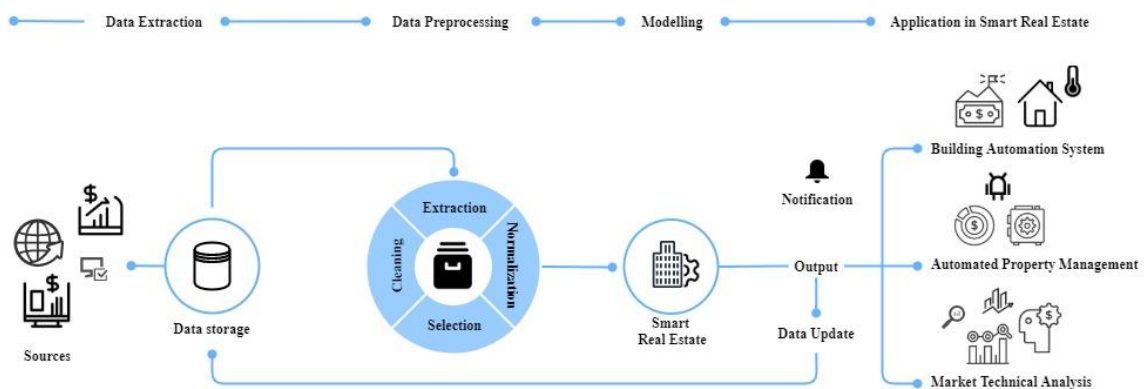 Data Extraction
Data Preprocessing
Modelling
Application in Smart Real Estate
Building Automation System
Notification
Extraction
Normalization
Cleaning
Selection
Output
Automated Property Management
Data storage
Smart
Real Estate
Data Update
Sources
Market Technical Analysis